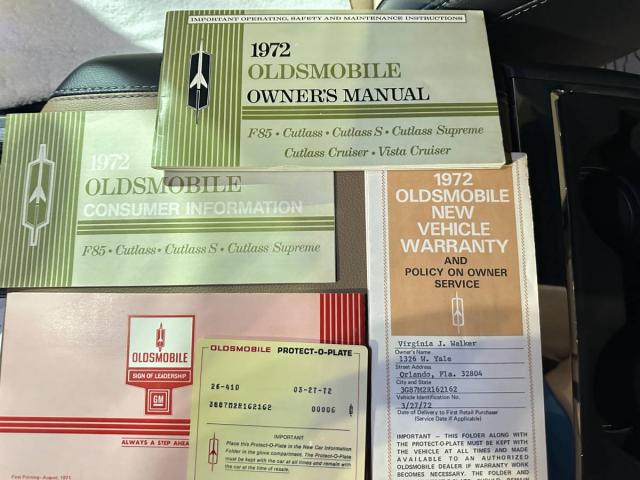 IMPORTANT OPERATING, SAFETY AND MAINTENANCE INSTRUCTIONS
1972
OLDSMOBILE
OWNER'S MANUAL
F85 • Cutlass • Cutlass S • Cutlass Supreme
Cutlass Cruiser • Vista Cruiser
1972
OLDSMOBILE
CONSUMER INFORMATION
F85 • Cutlass • Cutlass S • Cutlass Supreme
1972
OLDSMOBILE
NEW
VEHICLE
WARRANTY
AND
POLICY ON OWNER
SERVICE
Virginia J. Walker
Owner's Name
1326 W. Yale
Street Address
Orlando, Fla. 32804
City and State
3G87M2R162162
Vehicle Identification No.
3/27/72
Date of Delivery to First Retail Purchaser
(Service Date if Applicable)
IMPORTANT — THIS FOLDER ALONG WITH
THE PROTECT-O-PLATE MUST BE KEPT WITH
THE VEHICLE AT ALL TIMES AND MADE
AVAILABLE TO AN AUTHORIZED
OLDSMOBILE DEALER IF WARRANTY WORK
BECOMES NECESSARY. THE FOLDER AND
OLDSMOBILE
SIGN OF LEADERSHIP
GM
ALWAYS A STEP AHEA
First Printing—August, 1971
OLDSMOBILE PROTECT-O-PLATE
26-410 03-27-72
3G87M2R162162 00006
IMPORTANT
Place this Protect-O-Plate in the New Car Information
Folder in the glove compartment. The Protect-O-Plate
must be kept with the car at all times and remain with
the car at the time of resale.